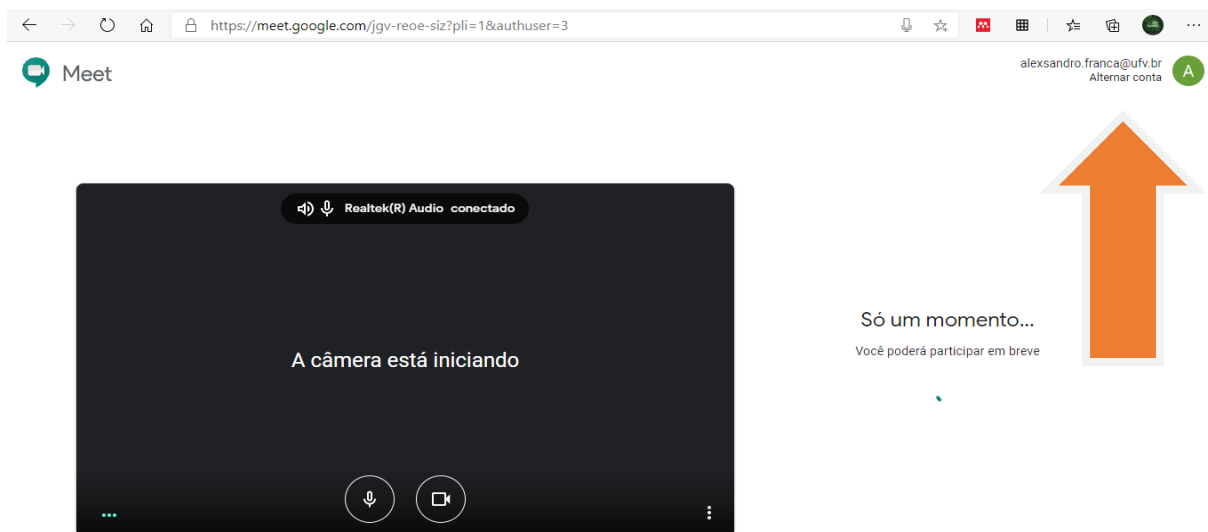 https://meet.google.com/jgv-reoe-siz?pli=1&authuser=3
Meet
alexsandro.franca@ufv.br
Alternar conta
A
Realtek(R) Audio conectado
A câmera está iniciando
Só um momento...
Você poderá participar em breve